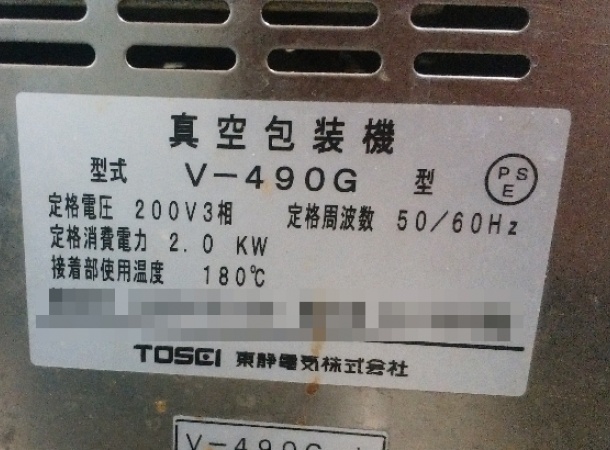 真空包装機
型式 V-490G 型 PSE
定格電圧 200V3相 定格周波数 50/60Hz
定格消費電力 2.0 KW
接着部使用温度 180℃
TOSEI 東静電気株式会社
V-490G